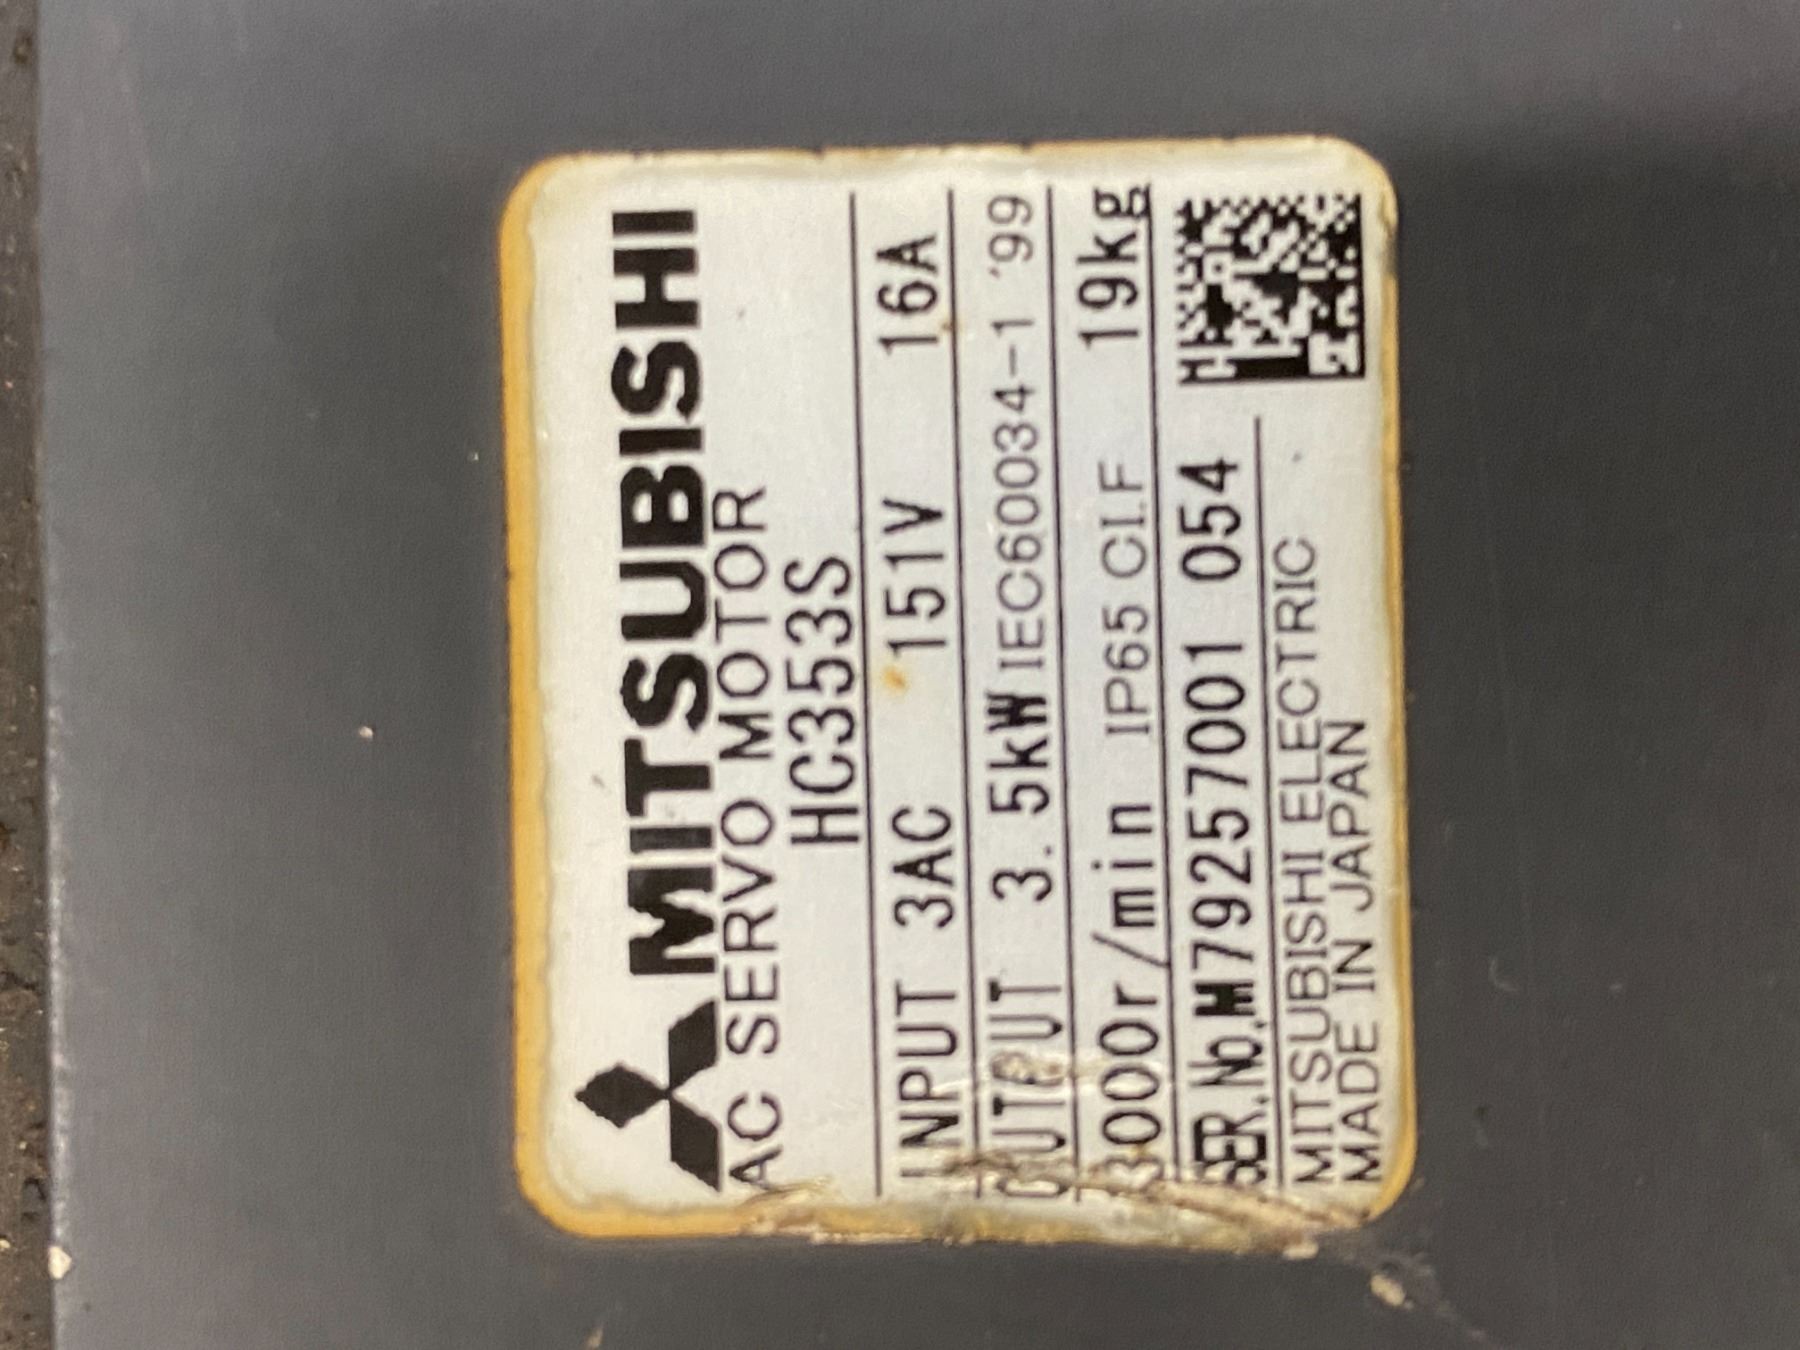 MITSUBISHI
AC SERVO MOTOR
HC353S
INPUT 3AC 151V 16A
OUTPUT 3.5kW IEC60034-1 '99
3000r/min IP65 Cl.F 19kg
SER.No.M79257001 054
MITSUBISHI ELECTRIC
MADE IN JAPAN